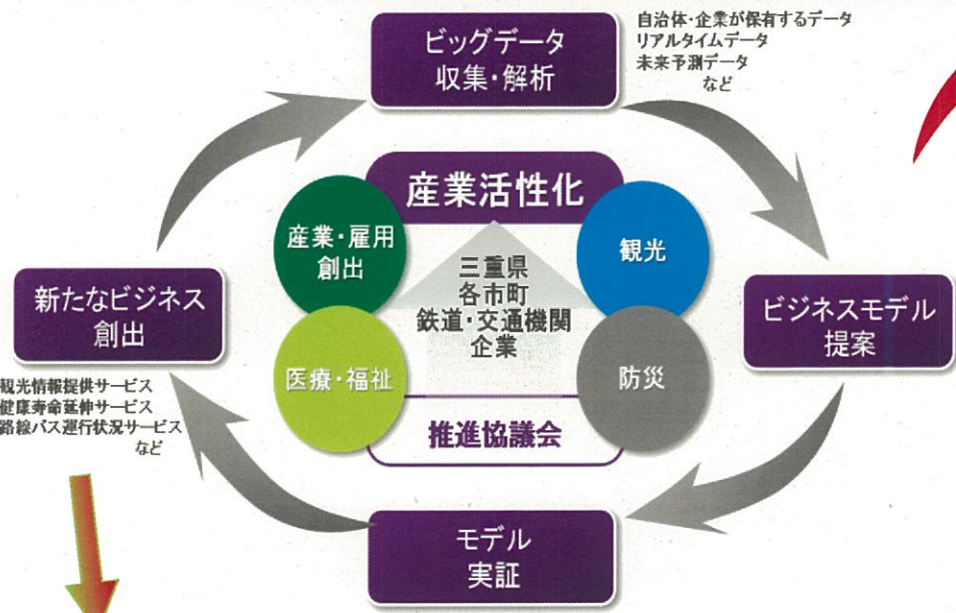 ビッグデータ
収集・解析
自治体・企業が保有するデータ
リアルタイムデータ
未来予測データ
など
産業活性化
産業・雇用
創出
観光
三重県
各市町
鉄道・交通機関
企業
新たなビジネス
創出
ビジネスモデル
提案
医療・福祉
防災
観光情報提供サービス
健康寿命延伸サービス
路線バス運行状況サービス
など
推進協議会
モデル
実証